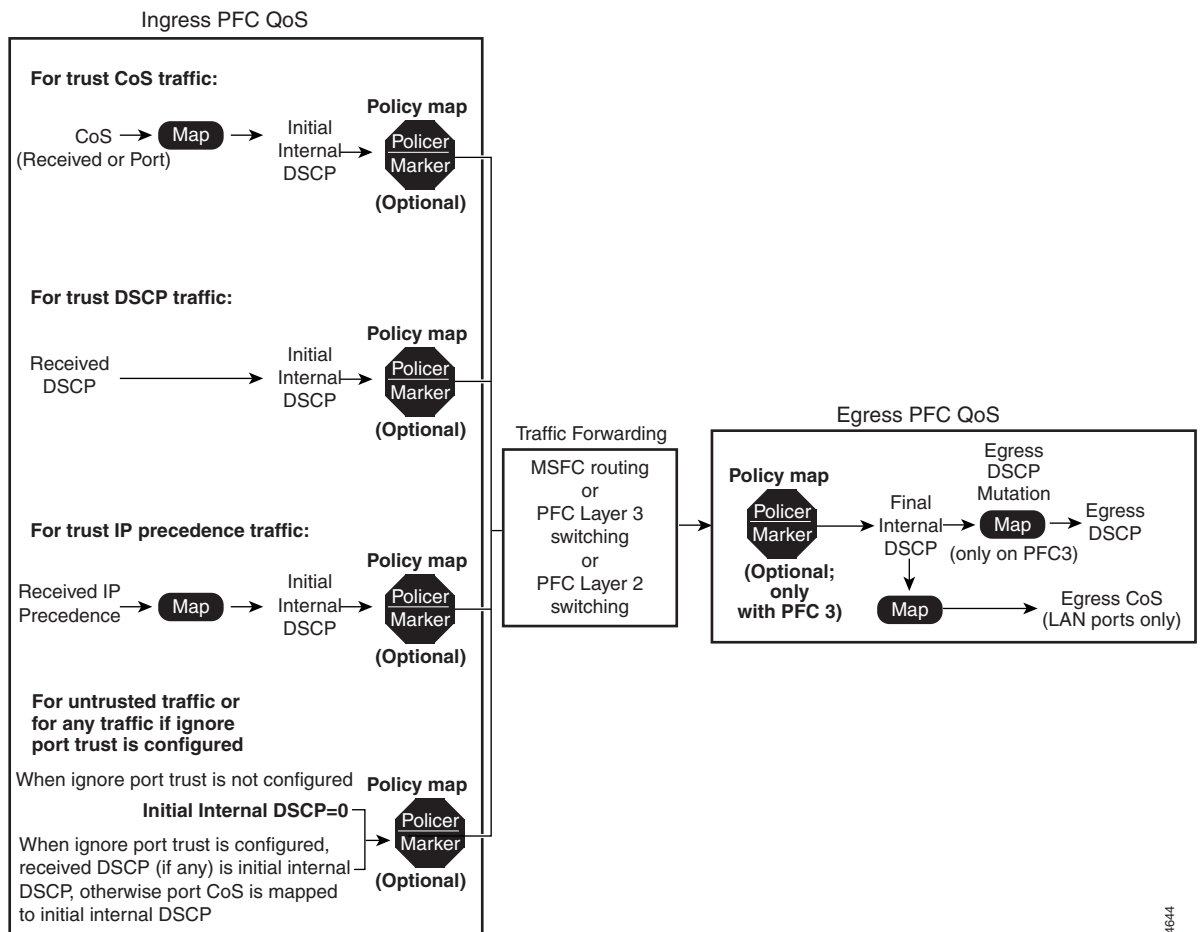 Ingress PFC QoS
For trust CoS traffic:
Policy map
CoS
(Received or Port)
Map
Initial
Internal
DSCP
Policer
Marker
(Optional)
For trust DSCP traffic:
Policy map
Received
DSCP
Initial
Internal
DSCP
Policer
Marker
(Optional)
For trust IP precedence traffic:
Policy map
Received IP
Precedence
Map
Initial
Internal
DSCP
Policer
Marker
(Optional)
For untrusted traffic or
for any traffic if ignore
port trust is configured
When ignore port trust is not configured
Initial Internal DSCP=0
When ignore port trust is configured,
received DSCP (if any) is initial internal
DSCP, otherwise port CoS is mapped
to initial internal DSCP
Policy map
Policer
Marker
(Optional)
Traffic Forwarding
MSFC routing
or
PFC Layer 3
switching
or
PFC Layer 2
switching
Egress PFC QoS
Policy map
Policer
Marker
(Optional;
only
with PFC 3)
Final
Internal
DSCP
Egress
DSCP
Mutation
Map
(only on PFC3)
Egress
DSCP
Map
Egress CoS
(LAN ports only)